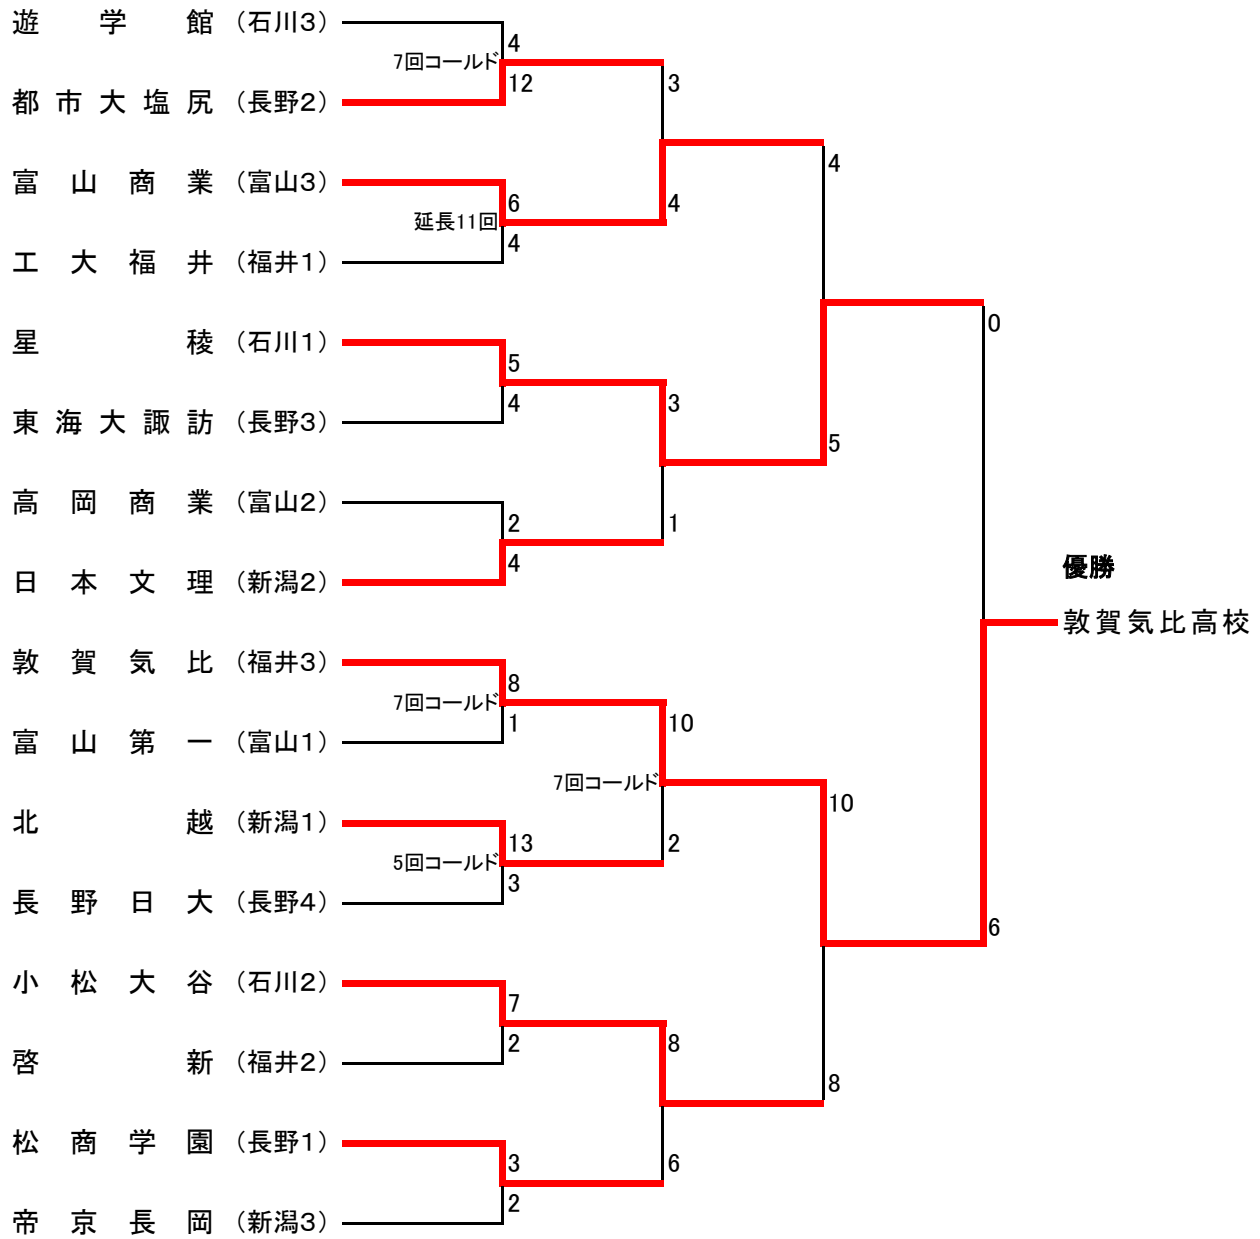 遊学館（石川3）
4
7回コールド
12
3
都市大塩尻（長野2）
4
富山商業（富山3）
6
4
延長11回
4
工大福井（福井1）
0
星稜（石川1）
5
3
4
東海大諏訪（長野3）
5
高岡商業（富山2）
2
1
4
日本文理（新潟2）
優勝
敦賀気比高校
敦賀気比（福井3）
8
7回コールド
1
10
富山第一（富山1）
7回コールド
10
北越（新潟1）
13
2
5回コールド
3
長野日大（長野4）
6
小松大谷（石川2）
7
2
8
啓新（福井2）
8
松商学園（長野1）
3
6
2
帝京長岡（新潟3）